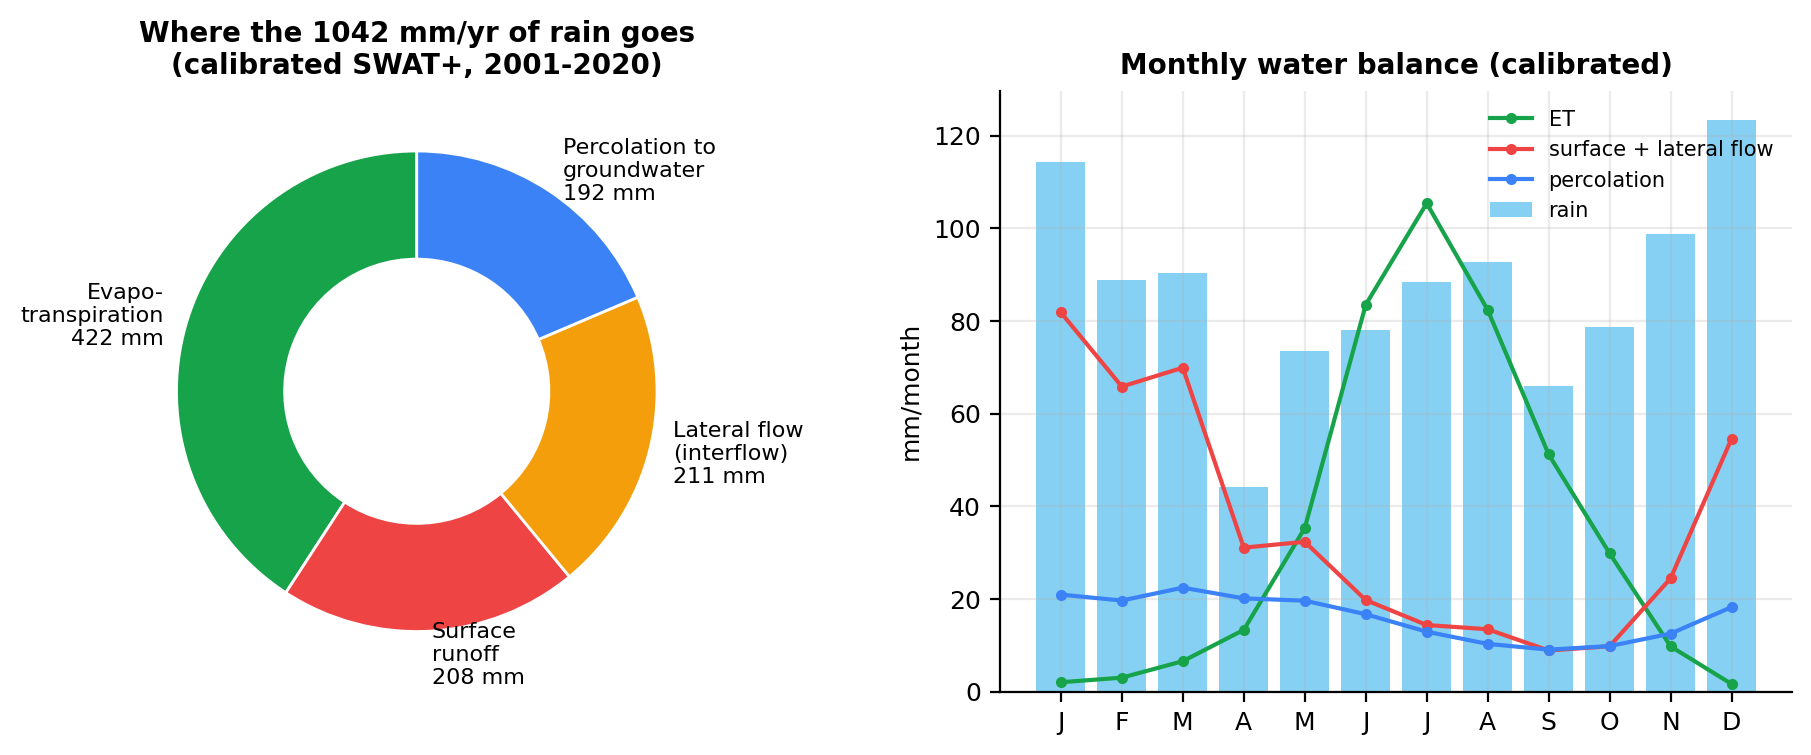 Where the 1042 mm/yr of rain goes
(calibrated SWAT+, 2001-2020)
Percolation to
groundwater
192 mm
Evapo-
transpiration
422 mm
Lateral flow
(interflow)
211 mm
Surface
runoff
208 mm
Monthly water balance (calibrated)
ET
surface + lateral flow
percolation
rain
mm/month
120
100
80
60
40
20
0
J F M A M J J A S O N D